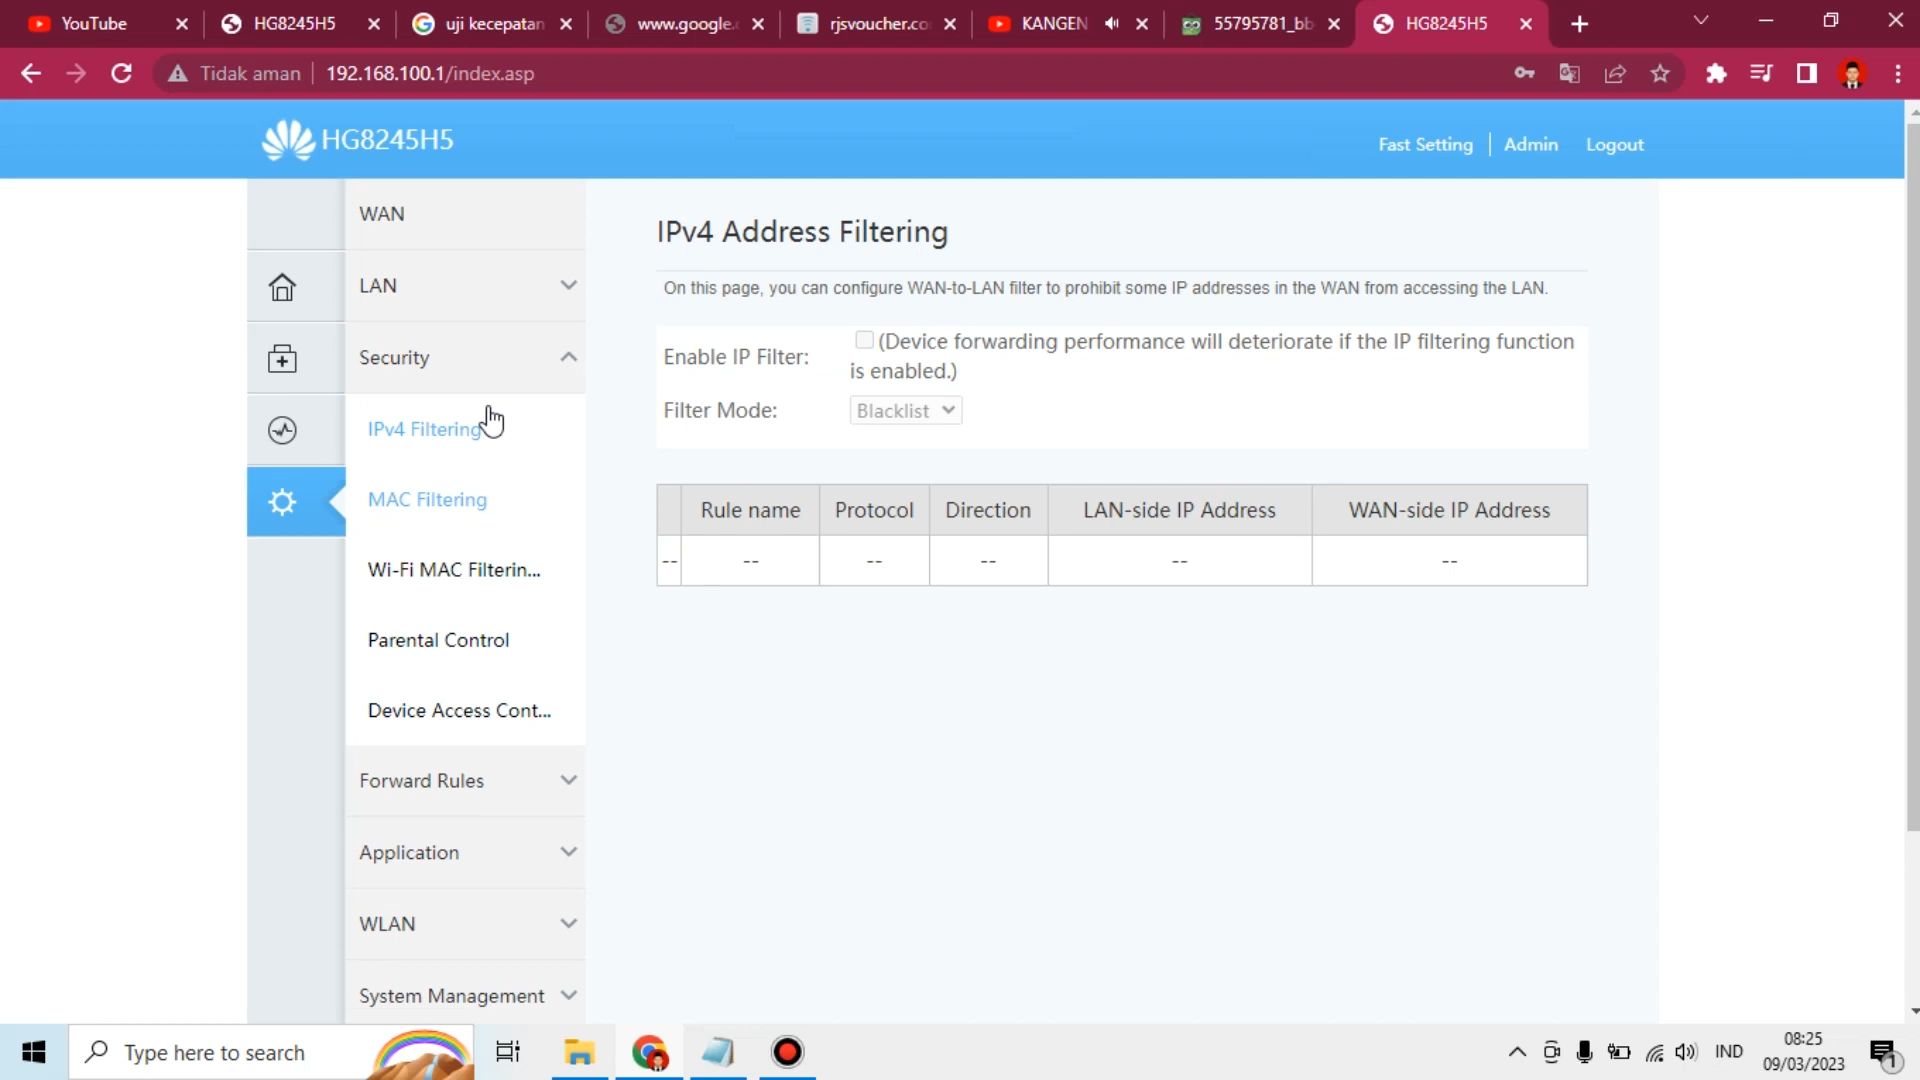 YouTube
HG8245H5
uji kecepatan
www.google.
rjsvoucher.co
KANGEN
55795781_bb
HG8245H5
Tidak aman
192.168.100.1/index.asp
HG8245H5
Fast Setting
Admin
Logout
WAN
LAN
Security
IPv4 Filtering
MAC Filtering
Wi-Fi MAC Filterin...
Parental Control
Device Access Cont...
Forward Rules
Application
WLAN
System Management
IPv4 Address Filtering
On this page, you can configure WAN-to-LAN filter to prohibit some IP addresses in the WAN from accessing the LAN.
Enable IP Filter:
(Device forwarding performance will deteriorate if the IP filtering function
is enabled.)
Filter Mode:
Blacklist
Rule name Protocol Direction LAN-side IP Address WAN-side IP Address
-- -- -- -- -- --
Type here to search
IND
08:25
09/03/2023
1